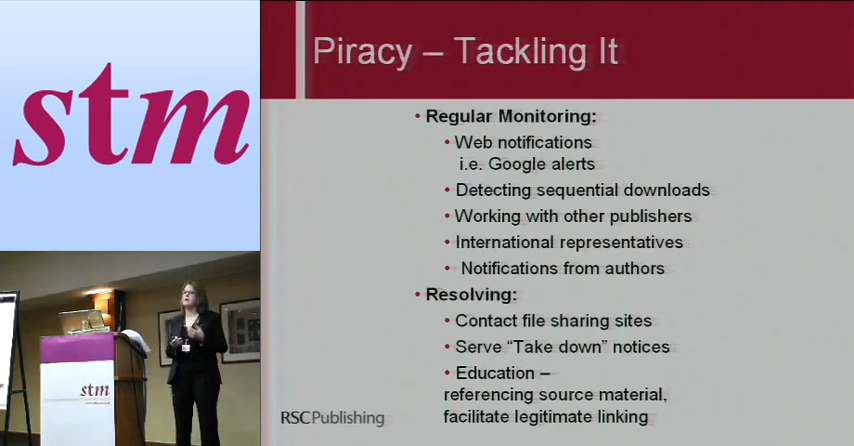 stm
Piracy – Tackling It
• Regular Monitoring:
• Web notifications
i.e. Google alerts
• Detecting sequential downloads
• Working with other publishers
• International representatives
• Notifications from authors
• Resolving:
• Contact file sharing sites
• Serve “Take down” notices
• Education –
referencing source material,
facilitate legitimate linking
RSCPublishing
stm